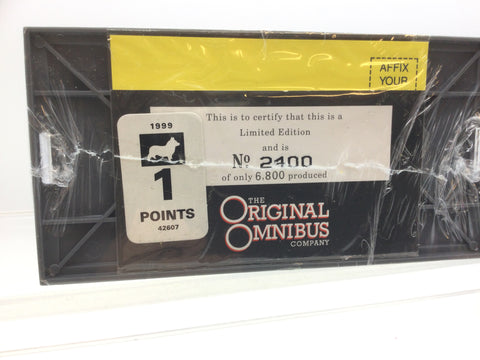 AFFIX
YOUR
This is to certify that this is a
Limited Edition
and is
No. 2400
of only 6.800 produced
1999
1
POINTS
42607
THE
ORIGINAL
OMNIBUS
COMPANY